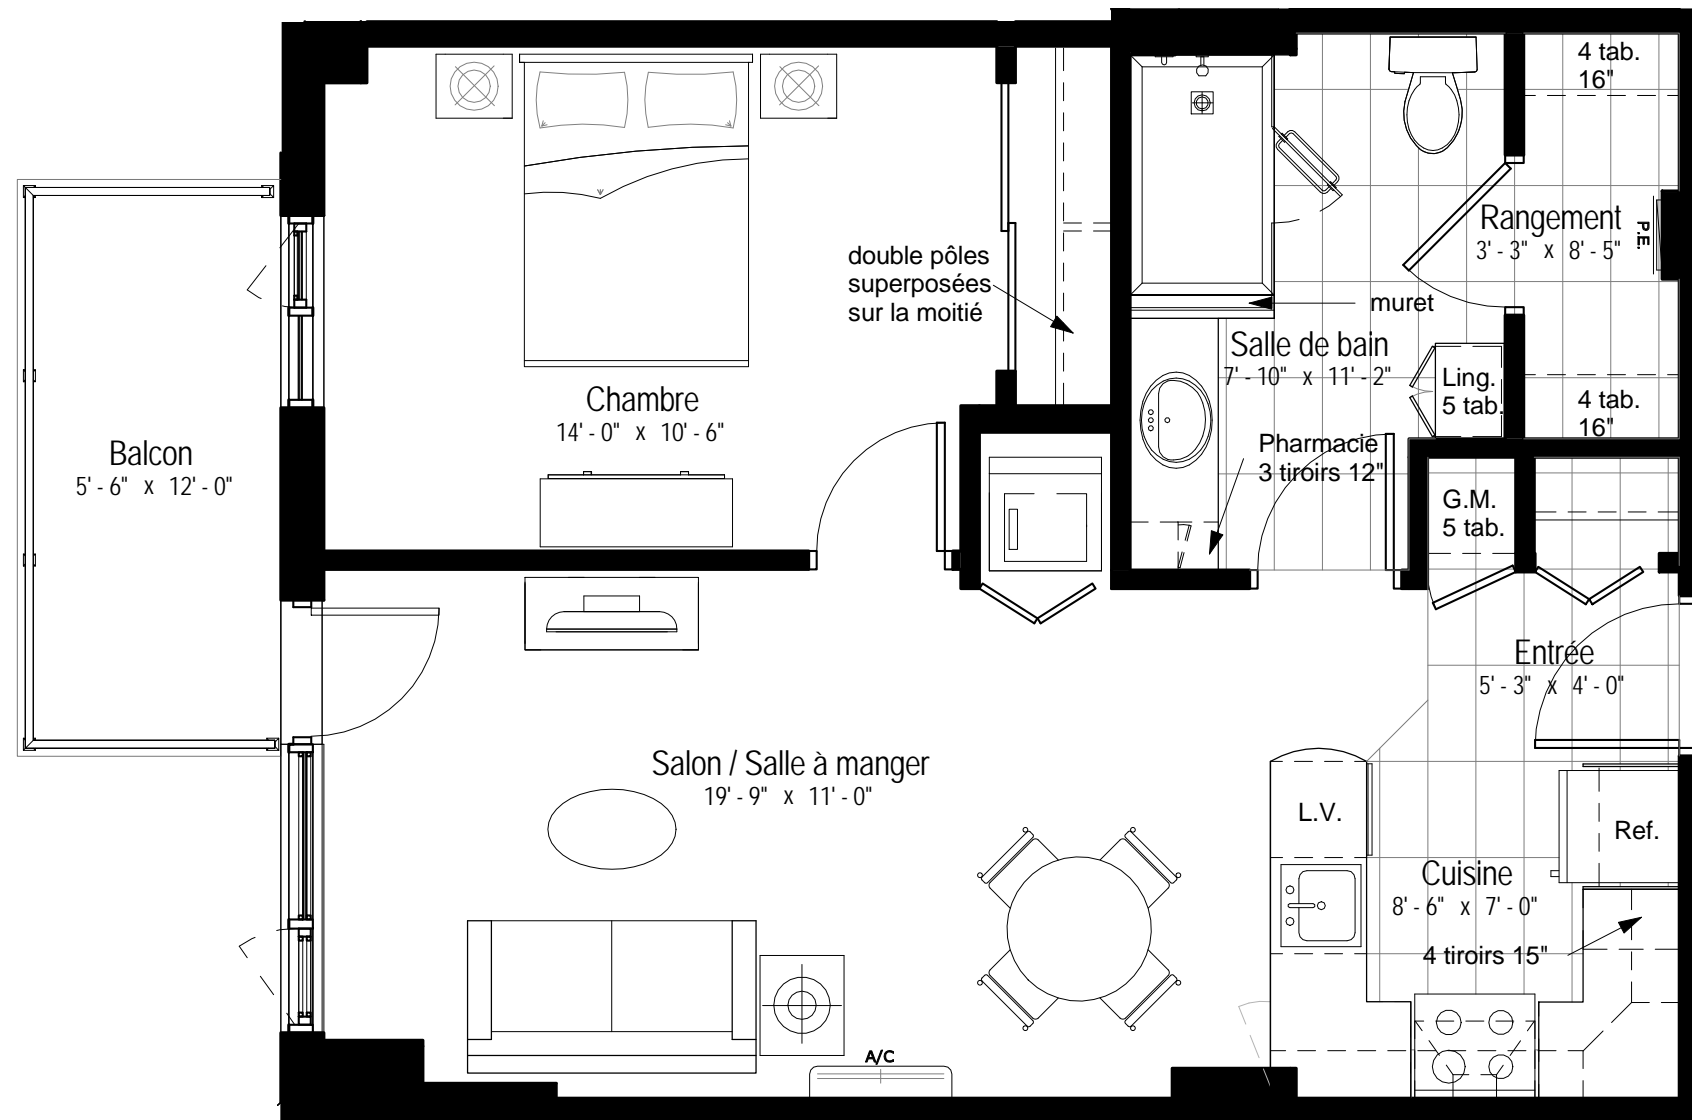 4 tab.
16"
Rangement
3' - 3" x 8' - 5"
P.E.
double pôles
superposées
sur la moitié
muret
Salle de bain
7' - 10" x 11' - 2"
Ling.
5 tab.
4 tab.
16"
Chambre
14' - 0" x 10' - 6"
Balcon
5' - 6" x 12' - 0"
Pharmacie
3 tiroirs 12"
G.M.
5 tab.
Entrée
5' - 3" x 4' - 0"
Salon / Salle à manger
19' - 9" x 11' - 0"
L.V.
Ref.
Cuisine
8' - 6" x 7' - 0"
4 tiroirs 15"
A/C